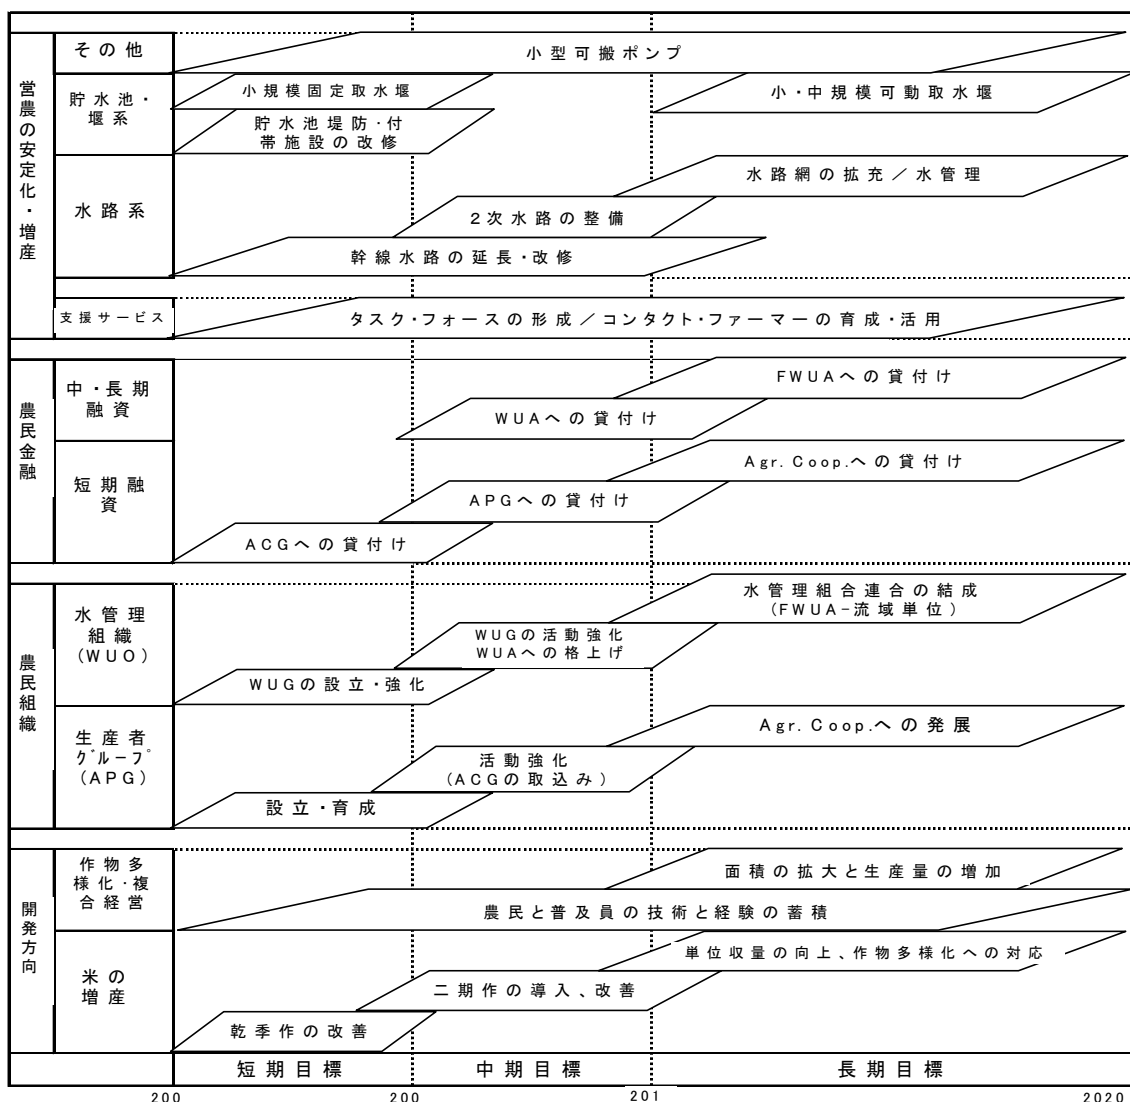 営農の安定化・増産
その他
小型可搬ポンプ
貯水池・
堰系
小規模固定取水堰
小・中規模可動取水堰
貯水池堤防・付
帯施設の改修
水路系
水路網の拡充/水管理
2次水路の整備
幹線水路の延長・改修
支援サービス
タスク・フォースの形成/コンタクト・ファーマーの育成・活用
農民金融
中・長期
融資
FWUAへの貸付け
WUAへの貸付け
短期融
資
Agr. Coop.への貸付け
APGへの貸付け
ACGへの貸付け
農民組織
水管理
組織
(WUO)
水管理組合連合の結成
(FWUA-流域単位)
WUGの活動強化
WUAへの格上げ
WUGの設立・強化
生産者
グループ
(APG)
Agr. Coop.への発展
活動強化
(ACGの取込み)
設立・育成
開発方向
作物多
様化・複
合経営
面積の拡大と生産量の増加
農民と普及員の技術と経験の蓄積
米の
増産
単位収量の向上、作物多様化への対応
二期作の導入、改善
乾季作の改善
短期目標
中期目標
長期目標
200
200
201
2020